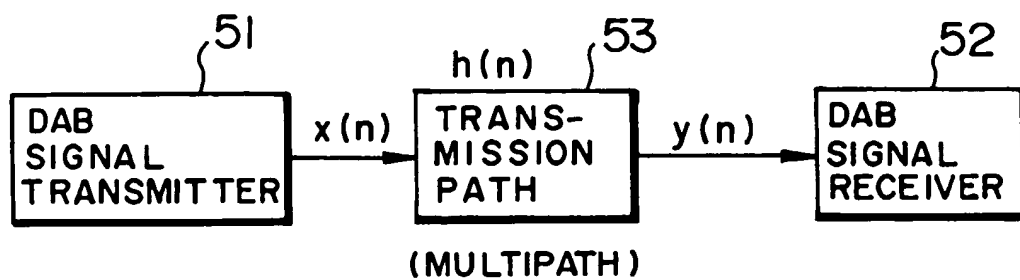 51
53
52
h(n)
DAB
SIGNAL
TRANSMITTER
x(n)
TRANS-
MISSION
PATH
y(n)
DAB
SIGNAL
RECEIVER
(MULTIPATH)